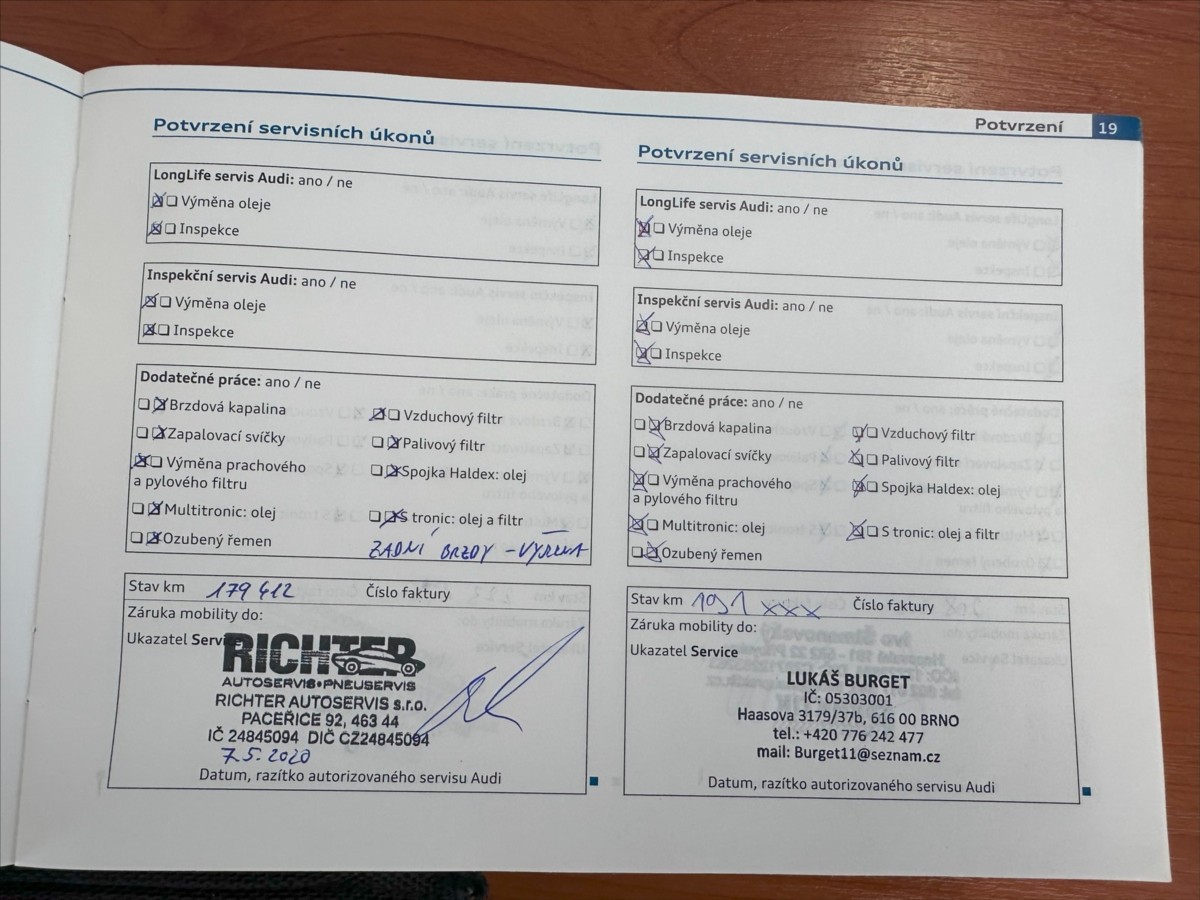 Potvrzení 19
Potvrzení servisních úkonů
LongLife servis Audi: ano / ne
Výměna oleje
Inspekce
Inspekční servis Audi: ano / ne
Výměna oleje
Inspekce
Dodatečné práce: ano / ne
Brzdová kapalina
Vzduchový filtr
Zapalovací svíčky
Palivový filtr
Výměna prachového
a pylového filtru
Spojka Haldex: olej
Multitronic: olej
S tronic: olej a filtr
Ozubený řemen
ZADNÍ BRZDY - VÝMĚNA
Stav km 179 612 Číslo faktury
Záruka mobility do:
Ukazatel Service
RICHTER
AUTOSERVIS•PNEUSERVIS
RICHTER AUTOSERVIS s.r.o.
PACEŘICE 92, 463 44
IČ 24845094 DIČ CZ24845094
7.5.2020
Datum, razítko autorizovaného servisu Audi
Potvrzení servisních úkonů
LongLife servis Audi: ano / ne
Výměna oleje
Inspekce
Inspekční servis Audi: ano / ne
Výměna oleje
Inspekce
Dodatečné práce: ano / ne
Brzdová kapalina
Vzduchový filtr
Zapalovací svíčky
Palivový filtr
Výměna prachového
a pylového filtru
Spojka Haldex: olej
Multitronic: olej
S tronic: olej a filtr
Ozubený řemen
Stav km 191 xxx Číslo faktury
Záruka mobility do:
Ukazatel Service
LUKÁŠ BURGET
IČ: 05303001
Haasova 3179/37b, 616 00 BRNO
tel.: +420 776 242 477
mail: Burget11@seznam.cz
Datum, razítko autorizovaného servisu Audi